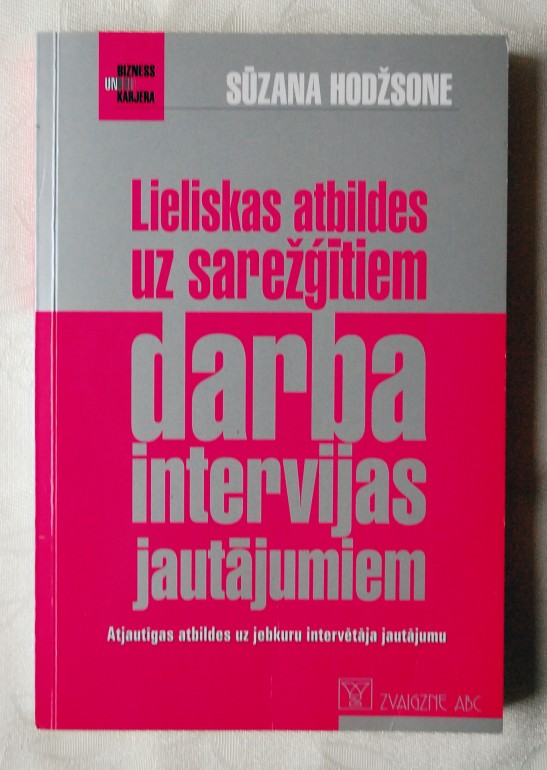 BIZNESS
UN
KARJERA
SŪZANA HODŽSONE
Lieliskas atbildes
uz sarežģītiem
darba
intervijas
jautājumiem
Atjautīgas atbildes uz jebkuru intervētāja jautājumu
ZVAIGZNE ABC